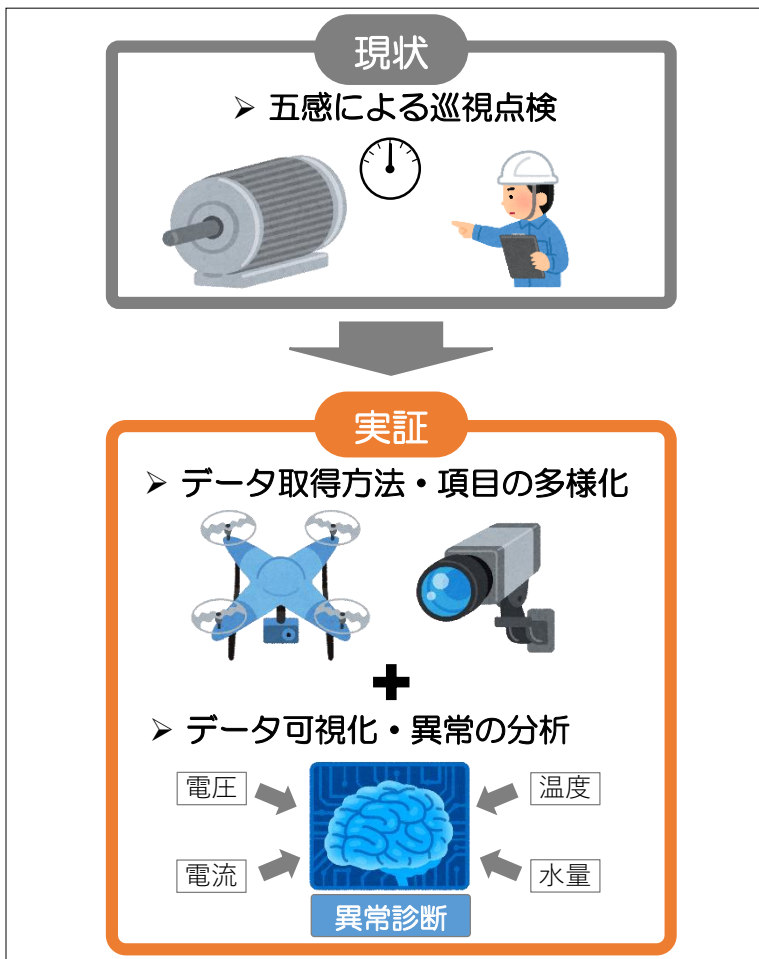 現状
➢ 五感による巡視点検
実証
➢ データ取得方法・項目の多様化
➢ データ可視化・異常の分析
電圧
温度
電流
水量
異常診断